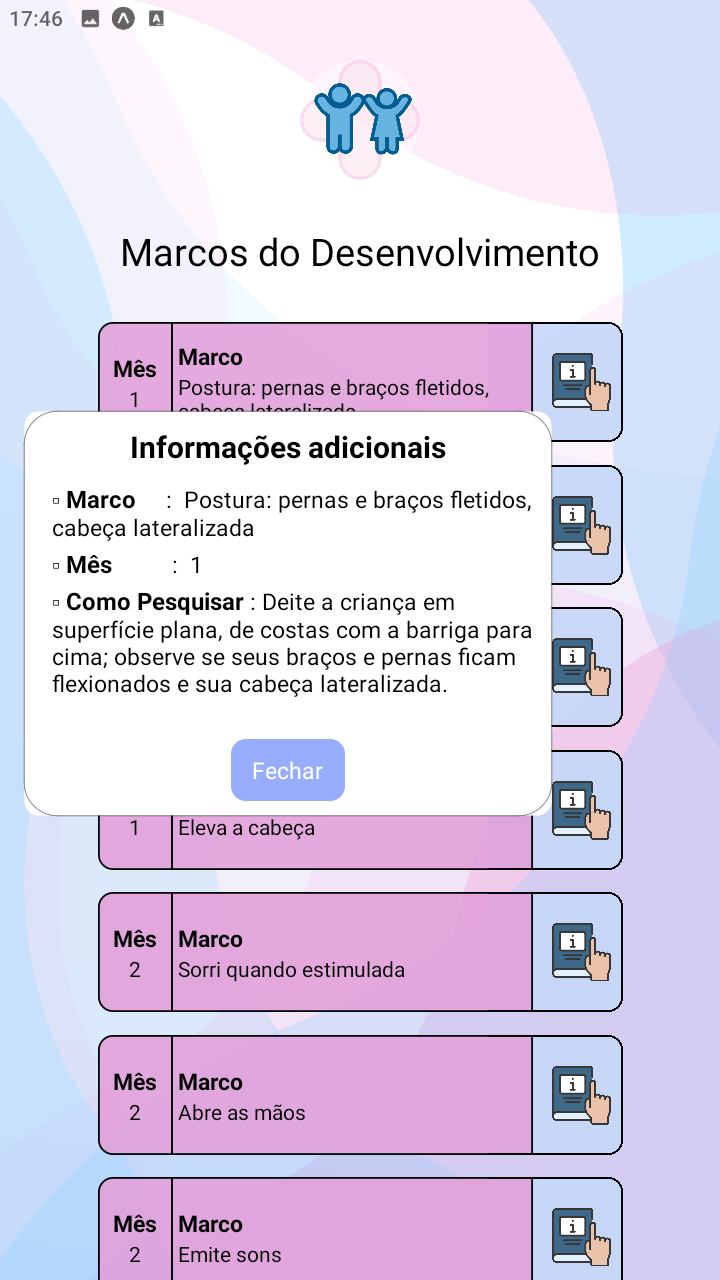 17:46
Marcos do Desenvolvimento
Mês
1
Marco
Postura: pernas e braços fletidos,
cabeça lateralizada
Informações adicionais
▫ Marco : Postura: pernas e braços fletidos,
cabeça lateralizada
▫ Mês : 1
▫ Como Pesquisar : Deite a criança em
superfície plana, de costas com a barriga para
cima; observe se seus braços e pernas ficam
flexionados e sua cabeça lateralizada.
Fechar
1
Eleva a cabeça
Mês
2
Marco
Sorri quando estimulada
Mês
2
Marco
Abre as mãos
Mês
2
Marco
Emite sons